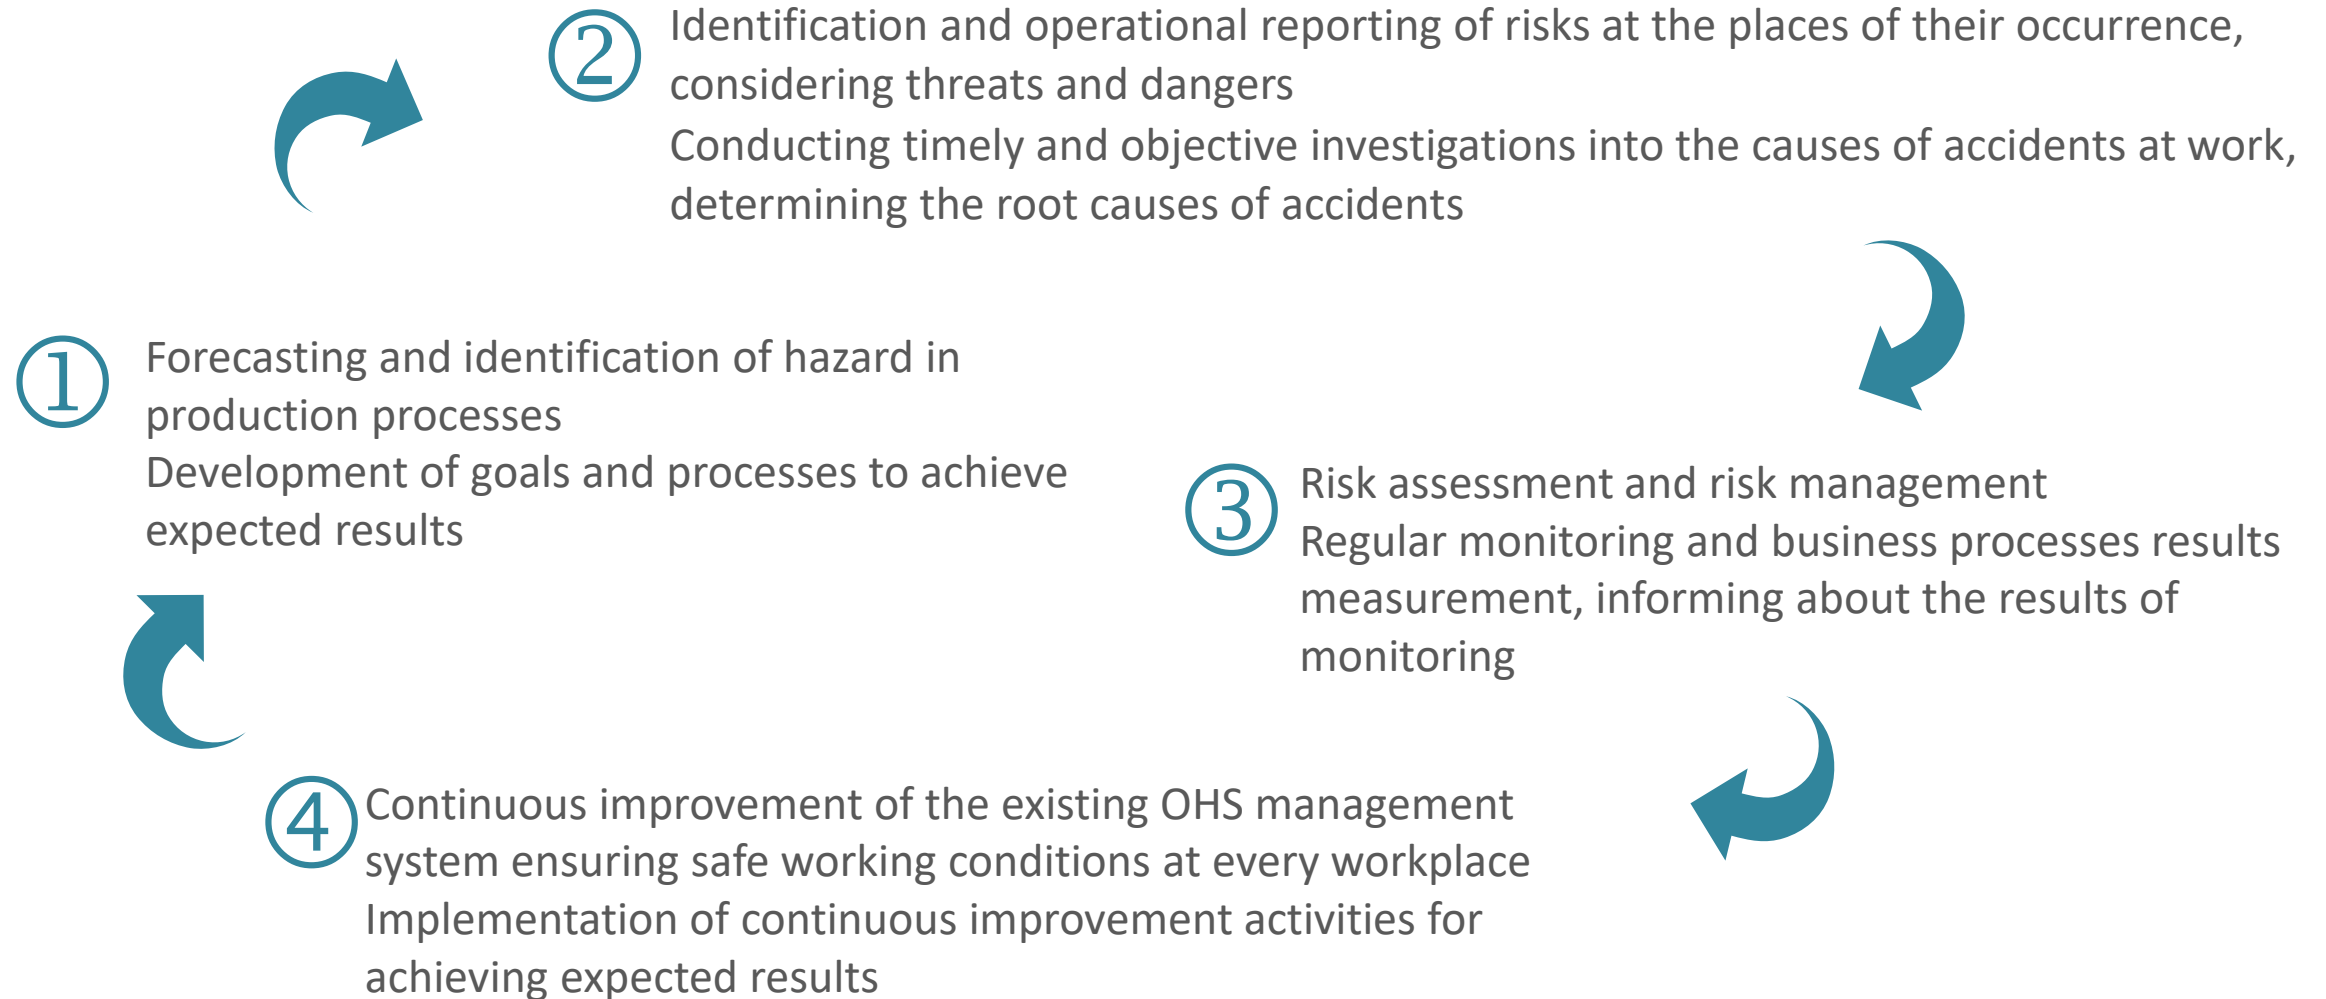 ①
Forecasting and identification of hazard in
production processes
Development of goals and processes to achieve
expected results
②
Identification and operational reporting of risks at the places of their occurrence,
considering threats and dangers
Conducting timely and objective investigations into the causes of accidents at work,
determining the root causes of accidents
③
Risk assessment and risk management
Regular monitoring and business processes results
measurement, informing about the results of
monitoring
④
Continuous improvement of the existing OHS management
system ensuring safe working conditions at every workplace
Implementation of continuous improvement activities for
achieving expected results